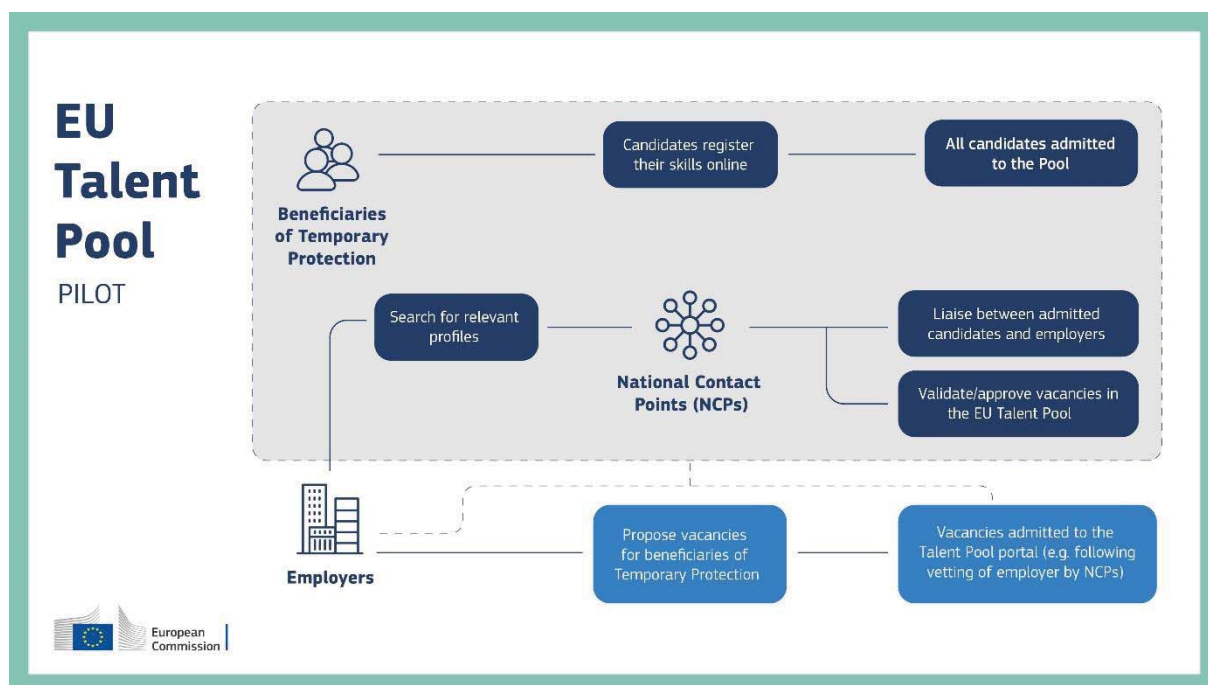 EU
Talent
Pool
PILOT
Beneficiaries
of Temporary
Protection
Candidates register
their skills online
All candidates admitted
to the Pool
Search for relevant
profiles
National Contact
Points (NCPs)
Liaise between admitted
candidates and employers
Validate/approve vacancies in
the EU Talent Pool
Employers
Propose vacancies
for beneficiaries of
Temporary Protection
Vacancies admitted to the
Talent Pool portal (e.g. following
vetting of employer by NCPs)
European
Commission